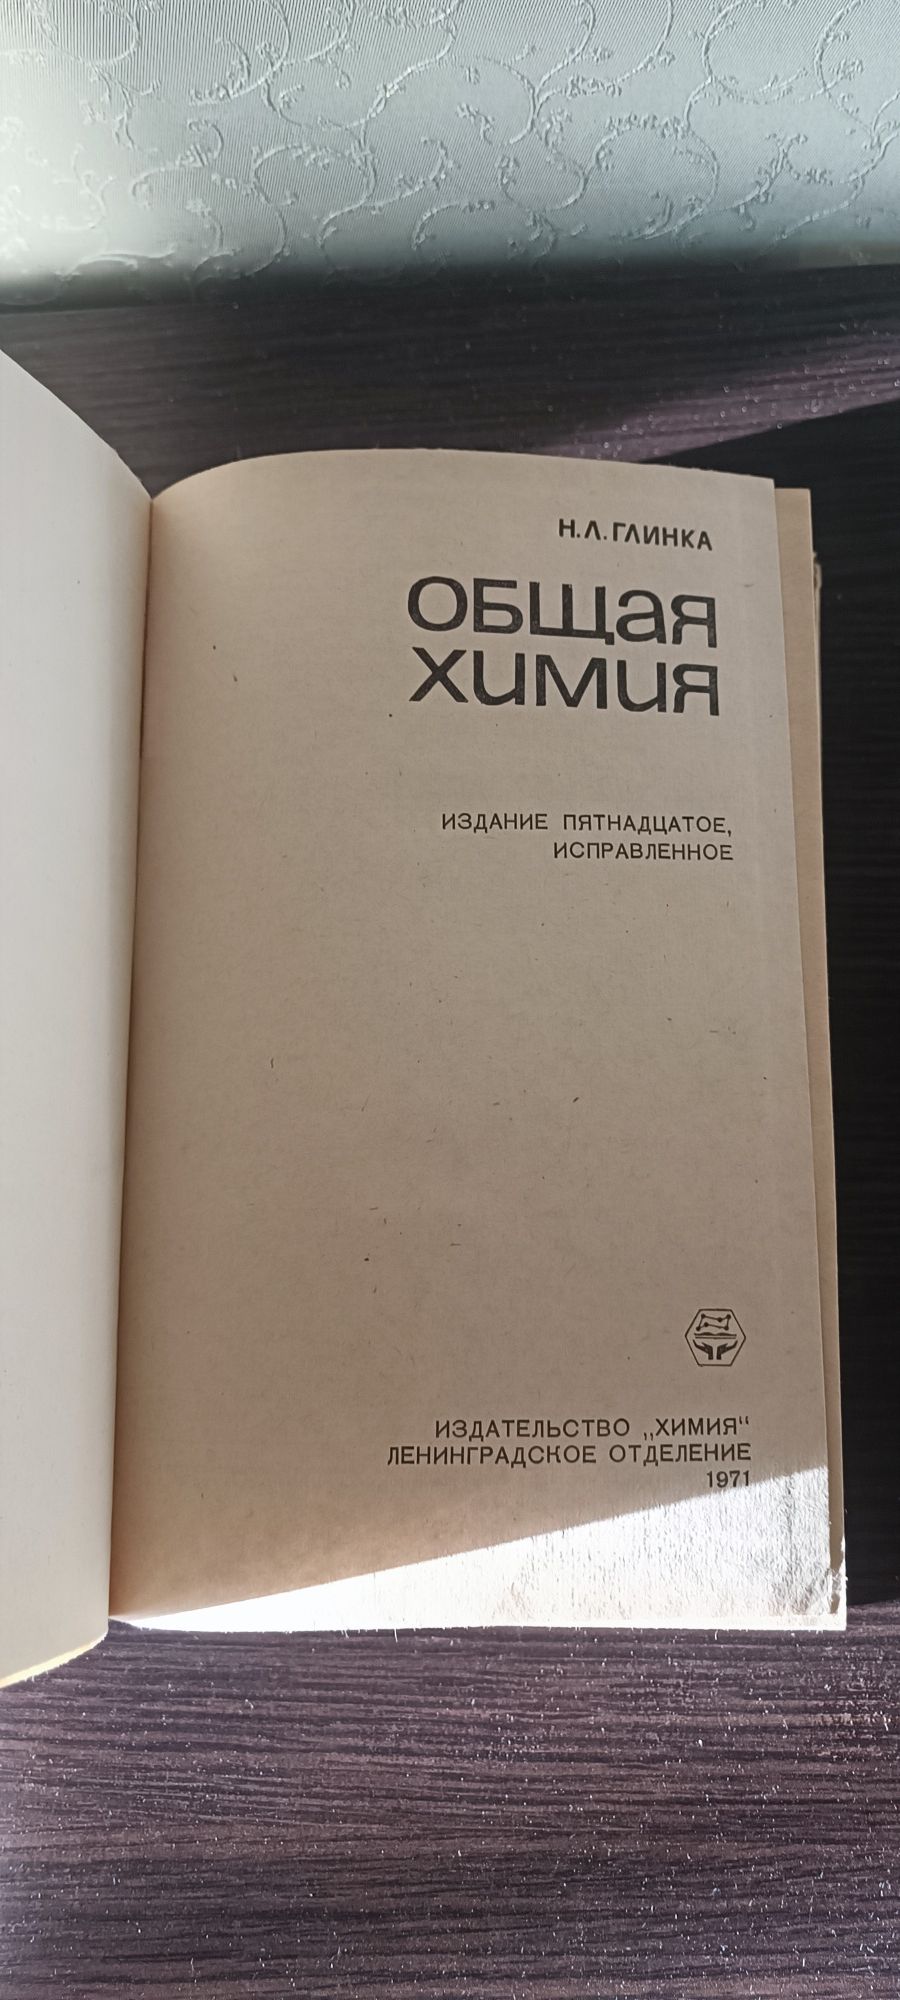 Н.Л.ГЛИНКА
ОБЩАЯ
ХИМИЯ
ИЗДАНИЕ ПЯТНАДЦАТОЕ,
ИСПРАВЛЕННОЕ
ИЗДАТЕЛЬСТВО „ХИМИЯ“
ЛЕНИНГРАДСКОЕ ОТДЕЛЕНИЕ
1971